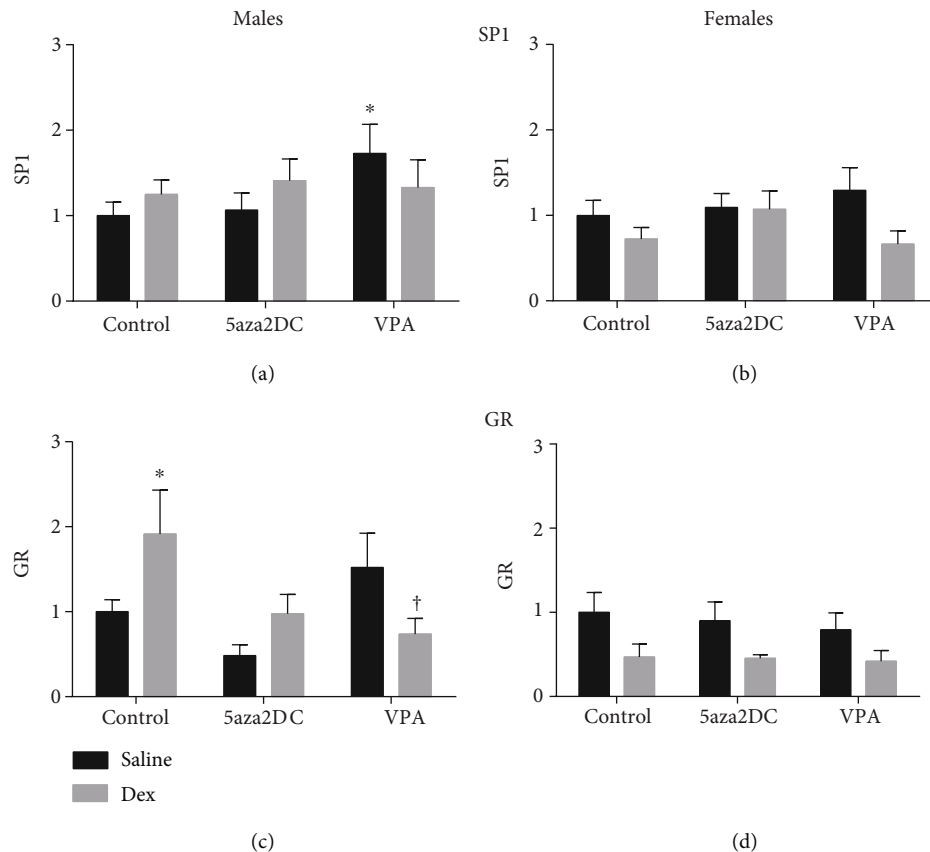 Males
SP1
Females
3
2
1
0
SP1
*
Control
5aza2DC
VPA
(a)
3
2
1
0
SP1
Control
5aza2DC
VPA
(b)
GR
3
2
1
0
GR
*
†
Control
5aza2DC
VPA
Saline
Dex
(c)
3
2
1
0
GR
Control
5aza2DC
VPA
(d)